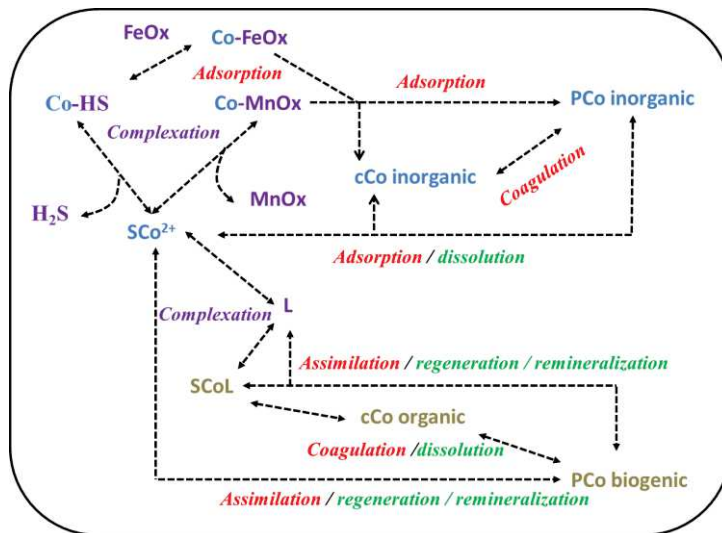 FeOx
Co-FeOx
Adsorption
Adsorption
Co-HS
Co-MnOx
PCo inorganic
Complexation
cCo inorganic
Coagulation
H₂S
MnOx
SCo²⁺
Adsorption / dissolution
Complexation
L
Assimilation / regeneration / remineralization
SCoL
cCo organic
Coagulation /dissolution
PCo biogenic
Assimilation / regeneration / remineralization